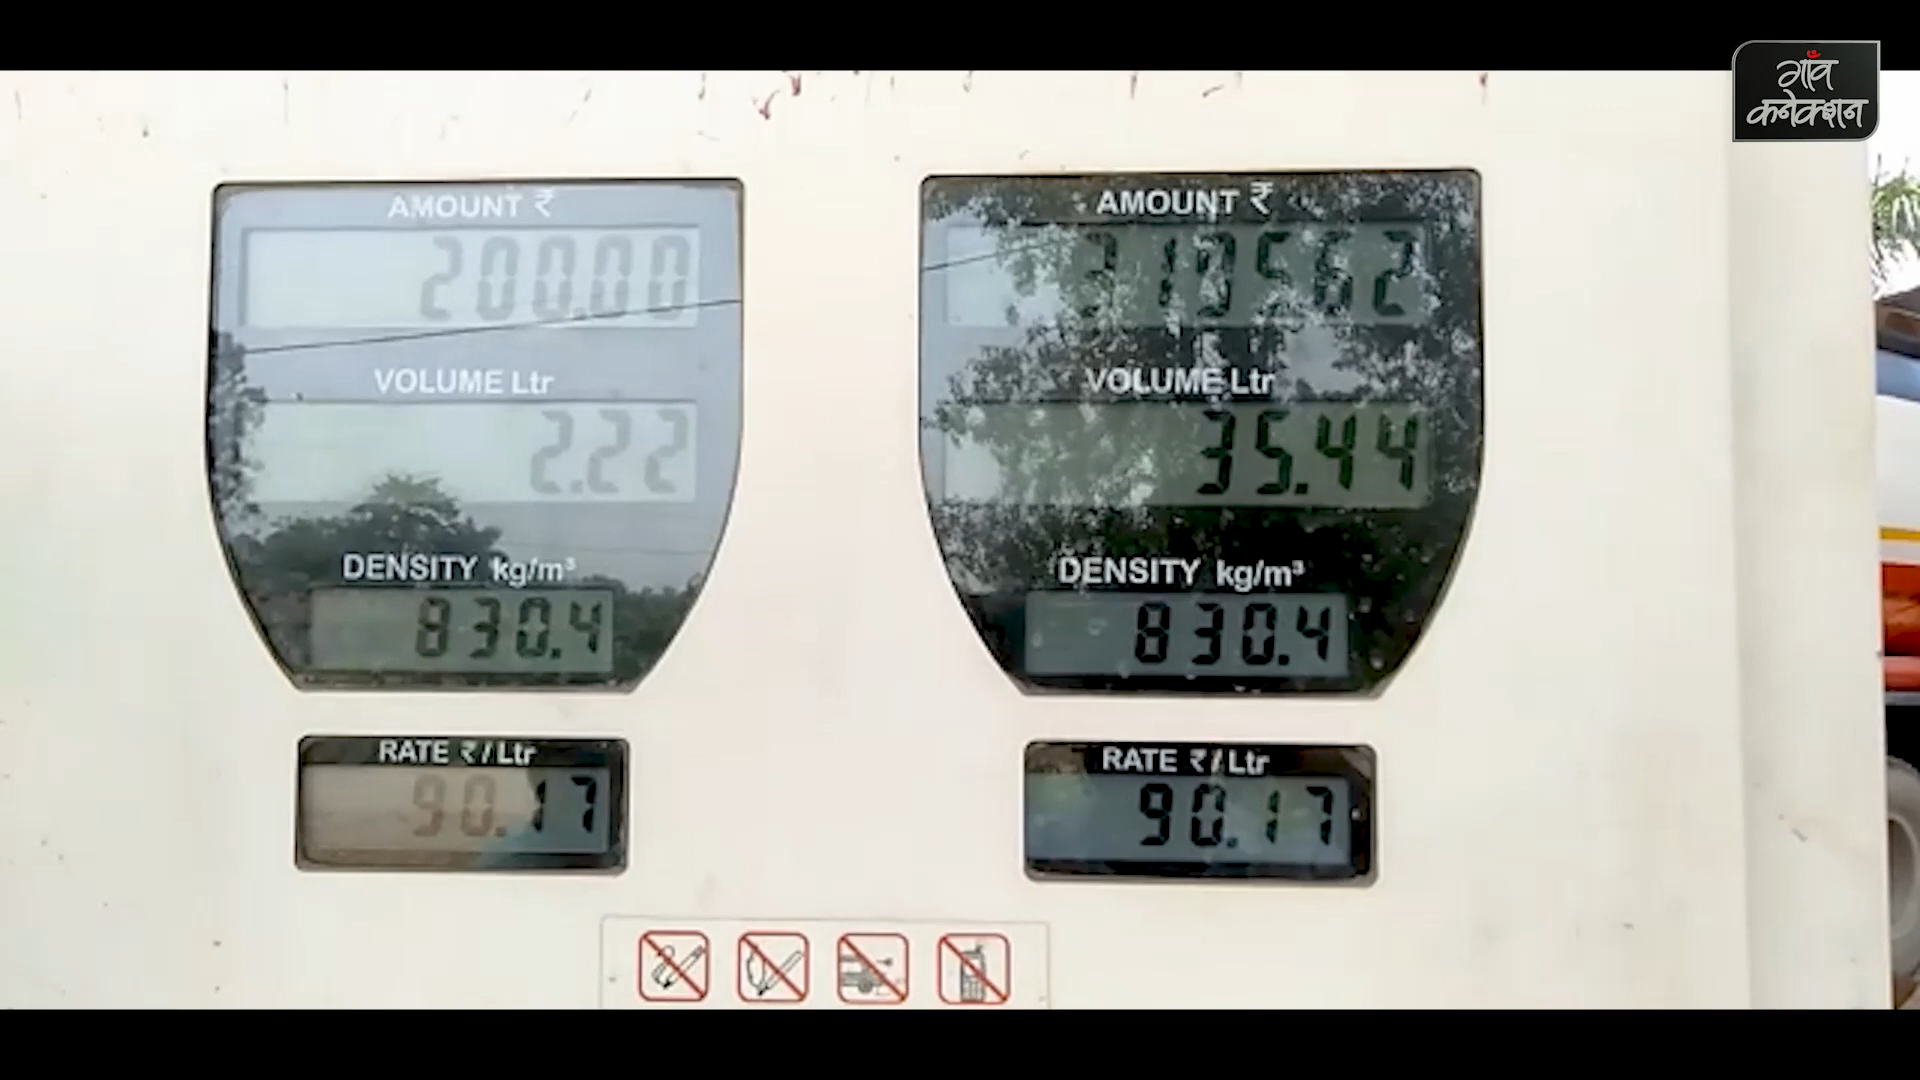 गाँव
कनेक्शन
AMOUNT ₹
200.00
VOLUME Ltr
2.22
DENSITY kg/m³
830.4
RATE ₹/Ltr
90.17
AMOUNT ₹
VOLUME Ltr
35.44
DENSITY kg/m³
830.4
RATE ₹/Ltr
90.17